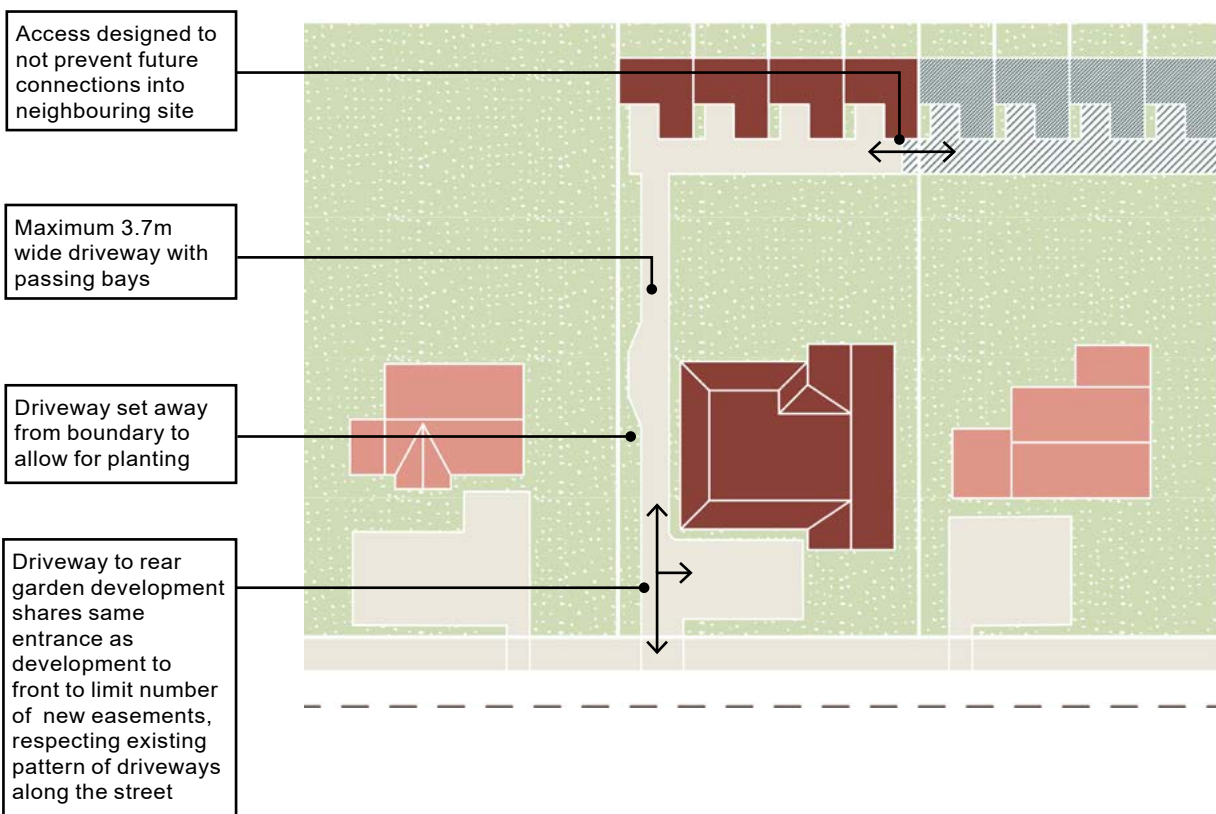 Access designed to
not prevent future
connections into
neighbouring site
Maximum 3.7m
wide driveway with
passing bays
Driveway set away
from boundary to
allow for planting
Driveway to rear
garden development
shares same
entrance as
development to
front to limit number
of new easements,
respecting existing
pattern of driveways
along the street